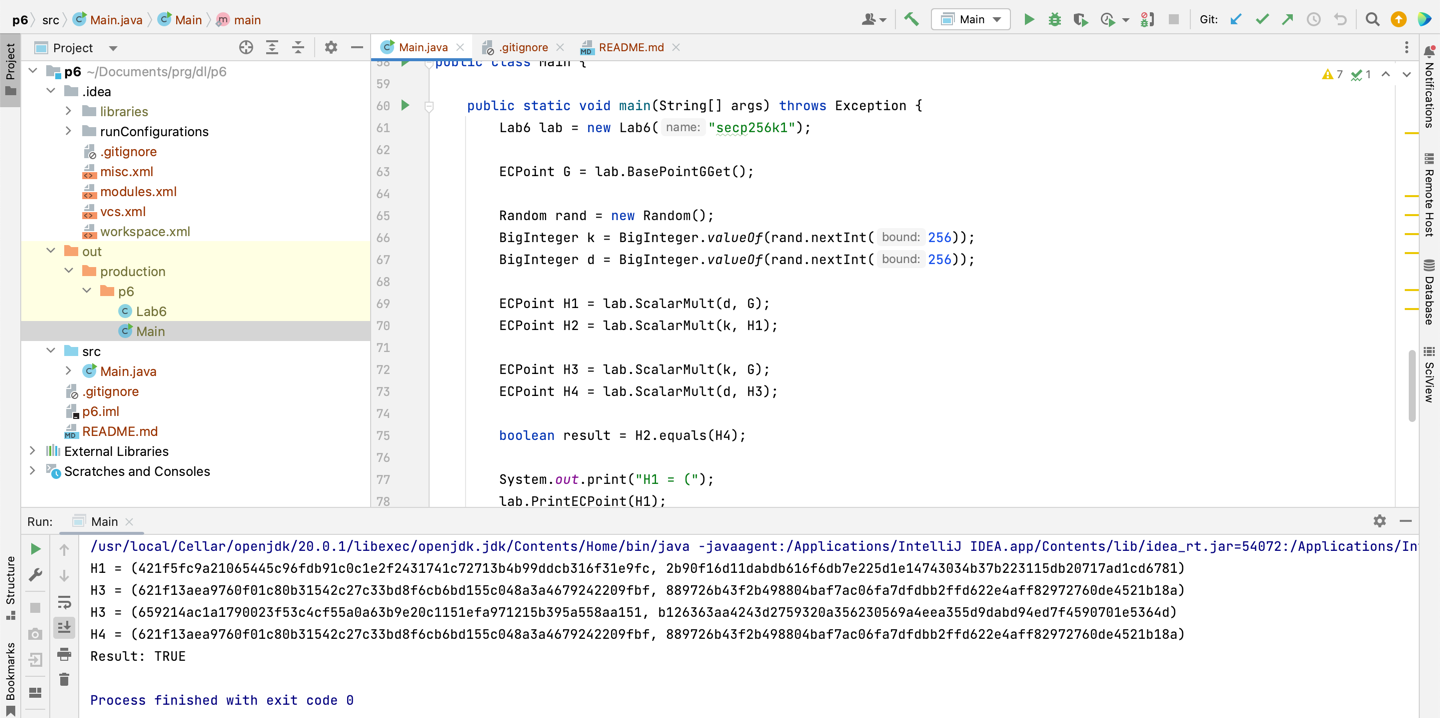 p6 src Main.java Main main
Main
Git:
Project
Main.java
.gitignore
README.md
p6 ~/Documents/prg/dl/p6
.idea
libraries
runConfigurations
.gitignore
misc.xml
modules.xml
vcs.xml
workspace.xml
out
production
p6
Lab6
Main
src
Main.java
.gitignore
p6.iml
README.md
External Libraries
Scratches and Consoles
7 1
58 public class Main {
59
60 public static void main(String[] args) throws Exception {
61 Lab6 lab = new Lab6( name: "secp256k1");
62
63 ECPoint G = lab.BasePointGGet();
64
65 Random rand = new Random();
66 BigInteger k = BigInteger.valueOf(rand.nextInt( bound: 256));
67 BigInteger d = BigInteger.valueOf(rand.nextInt( bound: 256));
68
69 ECPoint H1 = lab.ScalarMult(d, G);
70 ECPoint H2 = lab.ScalarMult(k, H1);
71
72 ECPoint H3 = lab.ScalarMult(k, G);
73 ECPoint H4 = lab.ScalarMult(d, H3);
74
75 boolean result = H2.equals(H4);
76
77 System.out.print("H1 = (");
78 lab.PrintECPoint(H1);
Project
Structure
Bookmarks
Notifications
Remote Host
Database
SciView
Run: Main
/usr/local/Cellar/openjdk/20.0.1/libexec/openjdk.jdk/Contents/Home/bin/java -javaagent:/Applications/IntelliJ IDEA.app/Contents/lib/idea_rt.jar=54072:/Applications/In
H1 = (421f5fc9a21065445c96fdb91c0c1e2f2431741c72713b4b99ddcb316f31e9fc, 2b90f16d11dabdb616f6db7e225d1e14743034b37b223115db20717ad1cd6781)
H3 = (621f13aea9760f01c80b31542c27c33bd8f6cb6bd155c048a3a4679242209fbf, 889726b43f2b498804baf7ac06fa7dfdbb2ffd622e4aff82972760de4521b18a)
H3 = (659214ac1a1790023f53c4cf55a0a63b9e20c1151efa971215b395a558aa151, b126363aa4243d2759320a356230569a4eea355d9dabd94ed7f4590701e5364d)
H4 = (621f13aea9760f01c80b31542c27c33bd8f6cb6bd155c048a3a4679242209fbf, 889726b43f2b498804baf7ac06fa7dfdbb2ffd622e4aff82972760de4521b18a)
Result: TRUE
Process finished with exit code 0